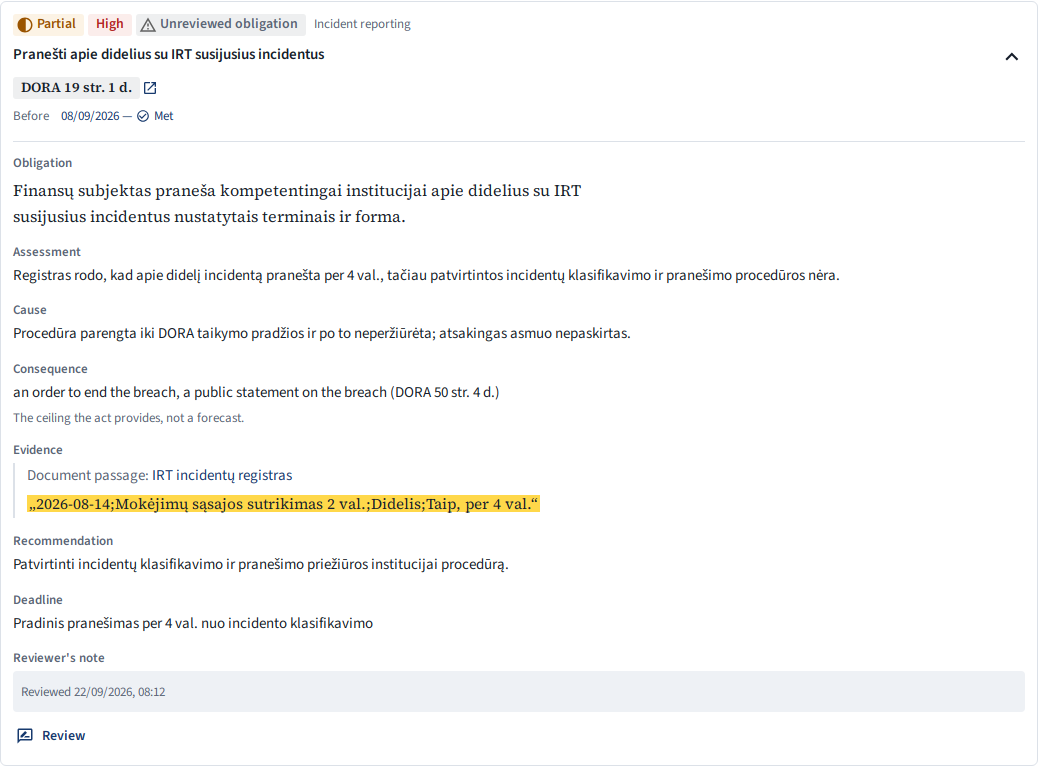 Partial High Unreviewed obligation Incident reporting
Pranešti apie didelius su IRT susijusius incidentus
DORA 19 str. 1 d.
Before 08/09/2026 — Met
Obligation
Finansų subjektas praneša kompetentingai institucijai apie didelius su IRT
susijusius incidentus nustatytais terminais ir forma.
Assessment
Registras rodo, kad apie didelį incidentą pranešta per 4 val., tačiau patvirtintos incidentų klasifikavimo ir pranešimo procedūros nėra.
Cause
Procedūra parengta iki DORA taikymo pradžios ir po to neperžiūrėta; atsakingas asmuo nepaskirtas.
Consequence
an order to end the breach, a public statement on the breach (DORA 50 str. 4 d.)
The ceiling the act provides, not a forecast.
Evidence
Document passage: IRT incidentų registras
„2026-08-14;Mokėjimų sąsajos sutrikimas 2 val.;Didelis;Taip, per 4 val.“
Recommendation
Patvirtinti incidentų klasifikavimo ir pranešimo priežiūros institucijai procedūrą.
Deadline
Pradinis pranešimas per 4 val. nuo incidento klasifikavimo
Reviewer's note
Reviewed 22/09/2026, 08:12
Review